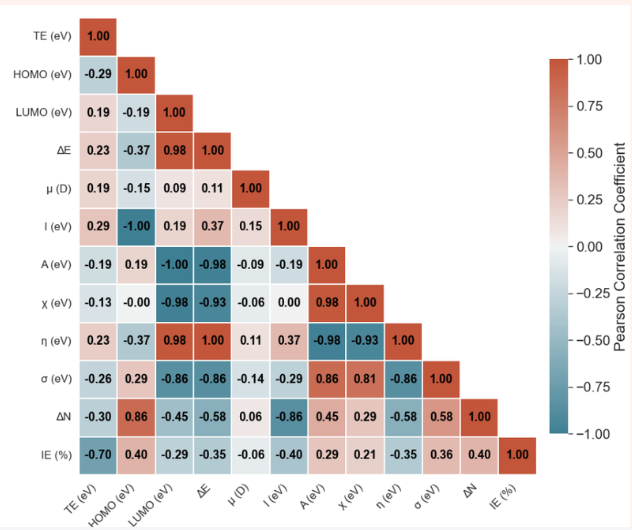 TE (eV) 1.00
HOMO (eV) -0.29 1.00
LUMO (eV) 0.19 -0.19 1.00
ΔE 0.23 -0.37 0.98 1.00
μ (D) 0.19 -0.15 0.09 0.11 1.00
I (eV) 0.29 -1.00 0.19 0.37 0.15 1.00
A (eV) -0.19 0.19 -1.00 -0.98 -0.09 -0.19 1.00
χ (eV) -0.13 -0.00 -0.98 -0.93 -0.06 0.00 0.98 1.00
η (eV) 0.23 -0.37 0.98 1.00 0.11 0.37 -0.98 -0.93 1.00
σ (eV) -0.26 0.29 -0.86 -0.86 -0.14 -0.29 0.86 0.81 -0.86 1.00
ΔN -0.30 0.86 -0.45 -0.58 0.06 -0.86 0.45 0.29 -0.58 0.58 1.00
IE (%) -0.70 0.40 -0.29 -0.35 -0.06 -0.40 0.29 0.21 -0.35 0.36 0.40 1.00
TE (eV) HOMO (eV) LUMO (eV) ΔE μ (D) I (eV) A (eV) χ (eV) η (eV) σ (eV) ΔN IE (%)
1.00
0.75
0.50
0.25
0.00
−0.25
−0.50
−0.75
−1.00
Pearson Correlation Coefficient